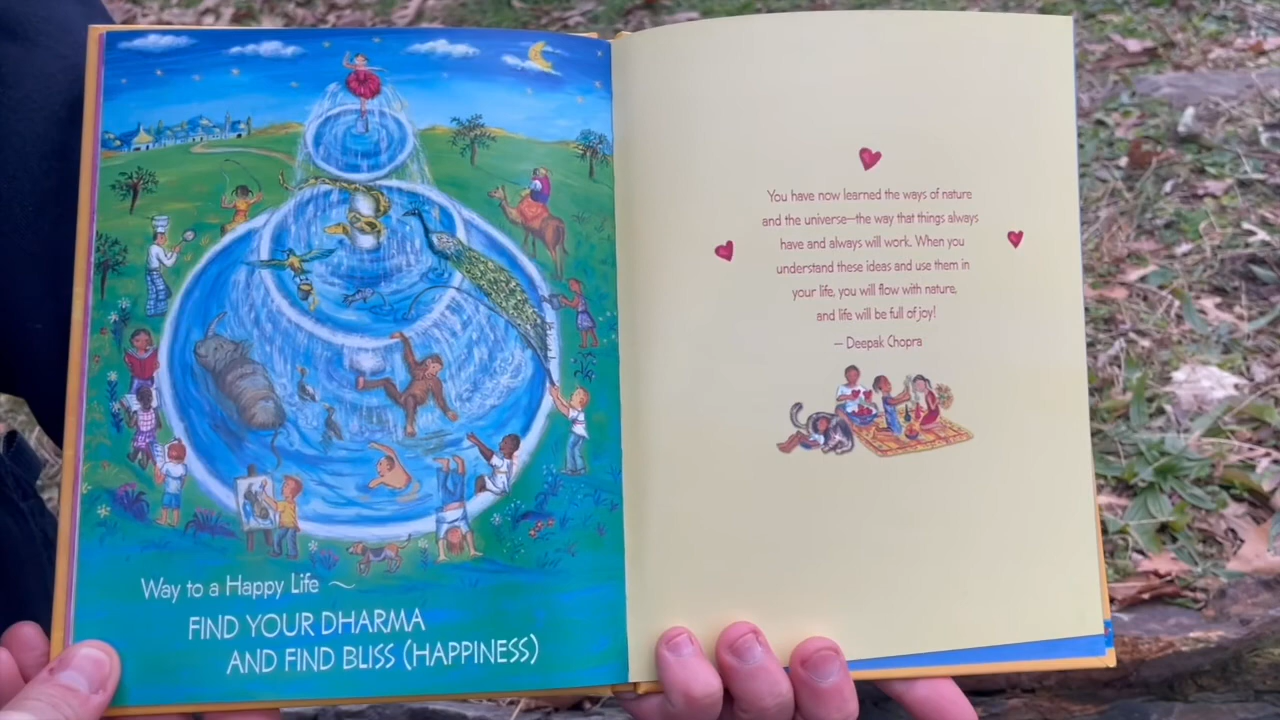 Way to a Happy Life ~
FIND YOUR DHARMA
AND FIND BLISS (HAPPINESS)
You have now learned the ways of nature
and the universe—the way that things always
have and always will work. When you
understand these ideas and use them in
your life, you will flow with nature,
and life will be full of joy!
— Deepak Chopra